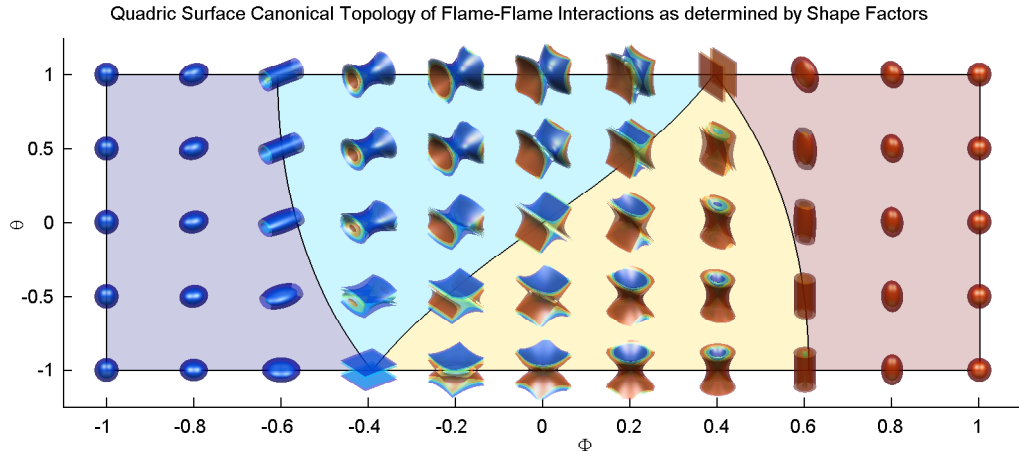 Quadric Surface Canonical Topology of Flame-Flame Interactions as determined by Shape Factors
1
0.5
0
-0.5
-1
θ
-1 -0.8 -0.6 -0.4 -0.2 0 0.2 0.4 0.6 0.8 1
Φ